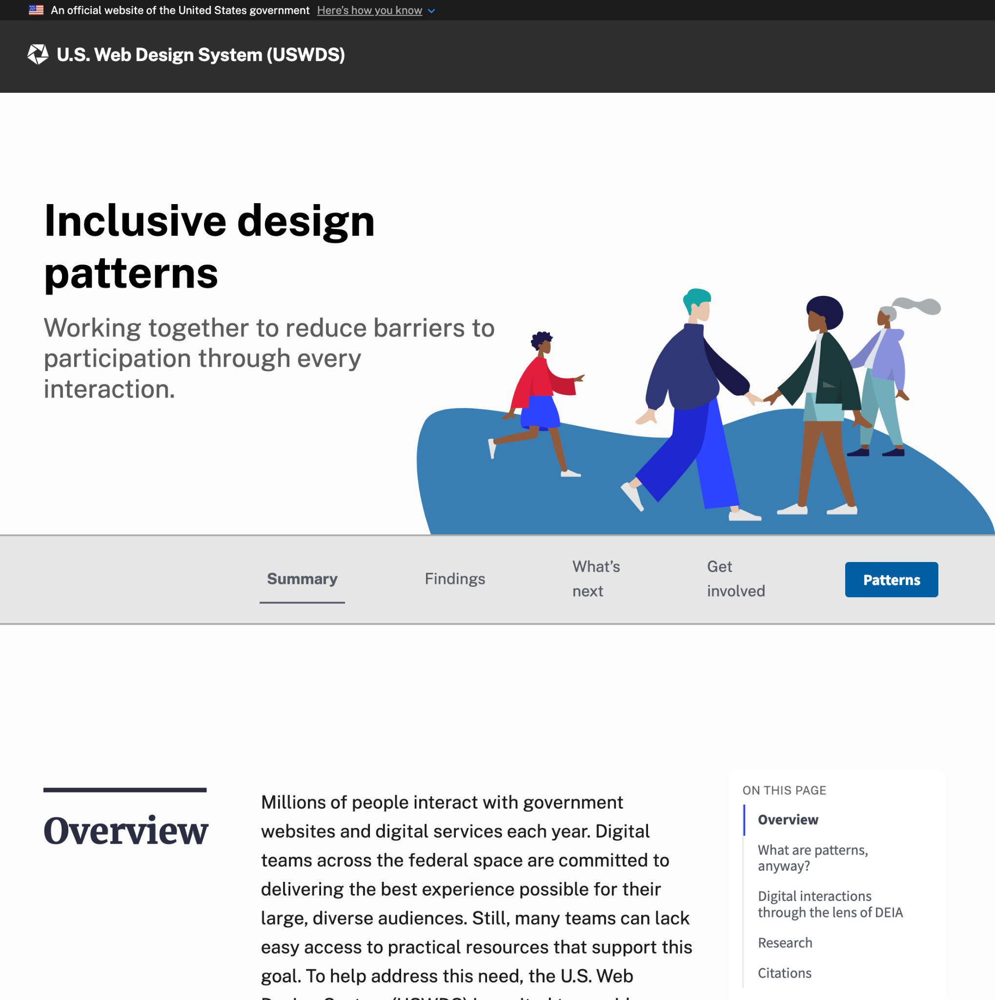 An official website of the United States government Here’s how you know
U.S. Web Design System (USWDS)
Inclusive design
patterns
Working together to reduce barriers to
participation through every
interaction.
Summary
Findings
What’s
next
Get
involved
Patterns
Overview
Millions of people interact with government
websites and digital services each year. Digital
teams across the federal space are committed to
delivering the best experience possible for their
large, diverse audiences. Still, many teams can lack
easy access to practical resources that support this
goal. To help address this need, the U.S. Web
ON THIS PAGE
Overview
What are patterns,
anyway?
Digital interactions
through the lens of DEIA
Research
Citations